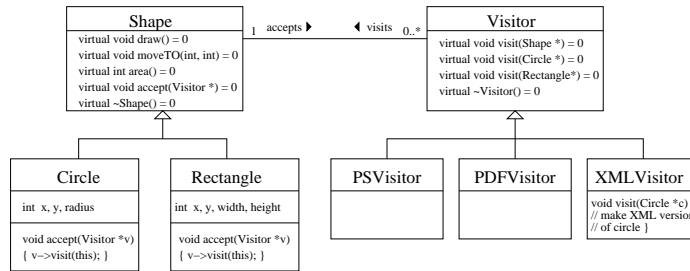 Shape
virtual void draw() = 0
virtual void moveTO(int, int) = 0
virtual int area() = 0
virtual void accept(Visitor *) = 0
virtual ~Shape() = 0
1 accepts visits 0..*
Visitor
virtual void visit(Shape *) = 0
virtual void visit(Circle *) = 0
virtual void visit(Rectangle*) = 0
virtual ~Visitor() = 0
Circle
int x, y, radius
void accept(Visitor *v)
{ v->visit(this); }
Rectangle
int x, y, width, height
void accept(Visitor *v)
{ v->visit(this); }
PSVisitor
PDFVisitor
XMLVisitor
void visit(Circle *c)
// make XML version
// of circle }